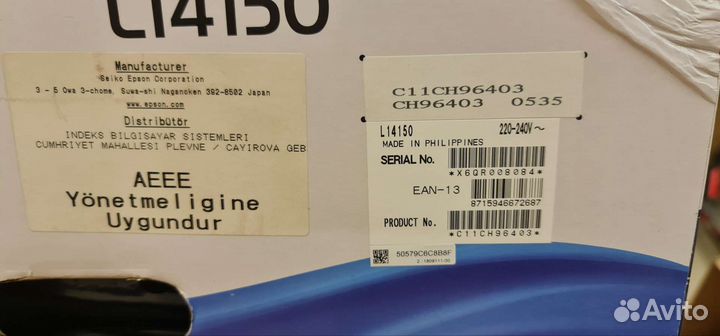 L14150
Manufacturer
Seiko Epson Corporation
3 - 5 Owa 3-chome, Suwa-shi Naganoken 392-8502 Japan
www.epson.com
Distribütör
INDEKS BILGISAYAR SISTEMLERI
CUMHRIYET MAHALLESI PLEVNE / CAYIROVA GEB
AEEE
Yönetmeligine
Uygundur
C11CH96403
CH96403 0535
L14150 220-240V ~
MADE IN PHILIPPINES
SERIAL No.
*X6QR008084*
EAN-13
8715946672687
PRODUCT No.
*C11CH96403*
50579C6C8B8F
Avito